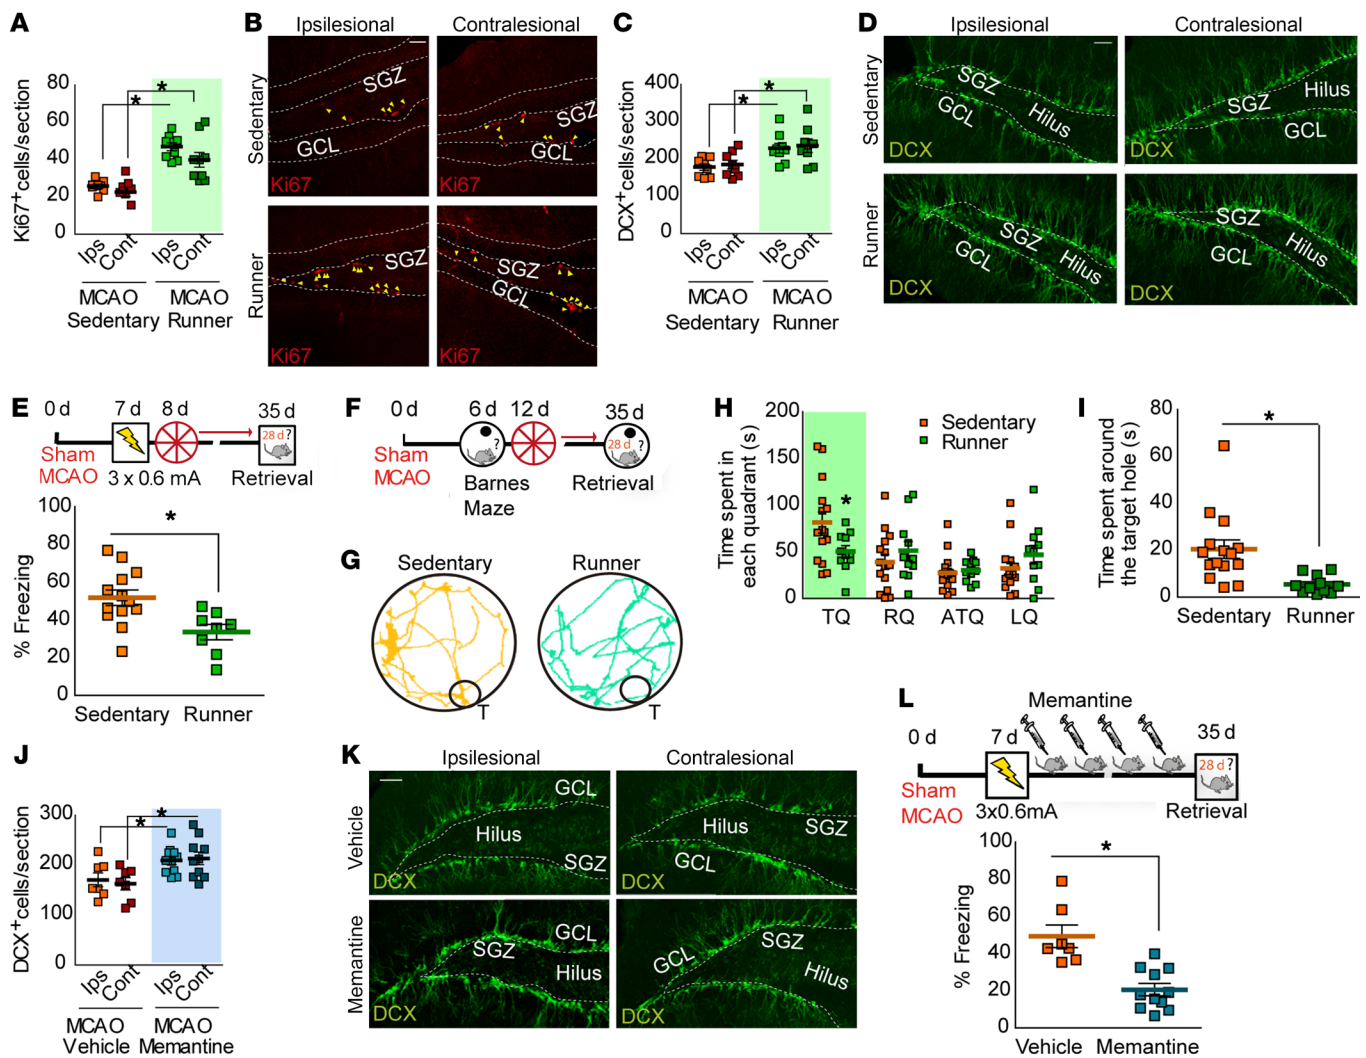 A
Ki67+cells/section
80
60
40
20
0
Ips
Cont
Ips
Cont
MCAO
Sedentary
MCAO
Runner
B
Ipsilesional
Contralesional
Sedentary
SGZ
GCL
Ki67
SGZ
GCL
Ki67
Runner
SGZ
Ki67
SGZ
GCL
Ki67
C
DCX+cells/section
400
300
200
100
0
Ips
Cont
Ips
Cont
MCAO
Sedentary
MCAO
Runner
D
Ipsilesional
Contralesional
Sedentary
SGZ
GCL
Hilus
DCX
Hilus
SGZ
GCL
DCX
Runner
SGZ
GCL
Hilus
DCX
SGZ
GCL
Hilus
DCX
E
0 d
7 d
8 d
35 d
28 d ?
Sham
MCAO
3 x 0.6 mA
Retrieval
% Freezing
100
80
60
40
20
0
*
Sedentary
Runner
F
0 d
6 d
12 d
35 d
?
28 d ?
Sham
MCAO
Barnes
Maze
Retrieval
G
Sedentary
Runner
T
T
H
Time spent in
each quadrant (s)
200
150
100
50
0
Sedentary
Runner
*
TQ
RQ
ATQ
LQ
I
Time spent around
the target hole (s)
80
60
40
20
0
*
Sedentary
Runner
J
DCX+cells/section
300
200
100
0
Ips
Cont
Ips
Cont
MCAO
Vehicle
MCAO
Memantine
K
Ipsilesional
Contralesional
Vehicle
GCL
Hilus
SGZ
DCX
Hilus
SGZ
GCL
DCX
Memantine
GCL
SGZ
Hilus
DCX
SGZ
GCL
Hilus
DCX
L
Memantine
0 d
7 d
35 d
28 d ?
Sham
MCAO
3x0.6mA
Retrieval
% Freezing
100
80
60
40
20
0
*
Vehicle
Memantine